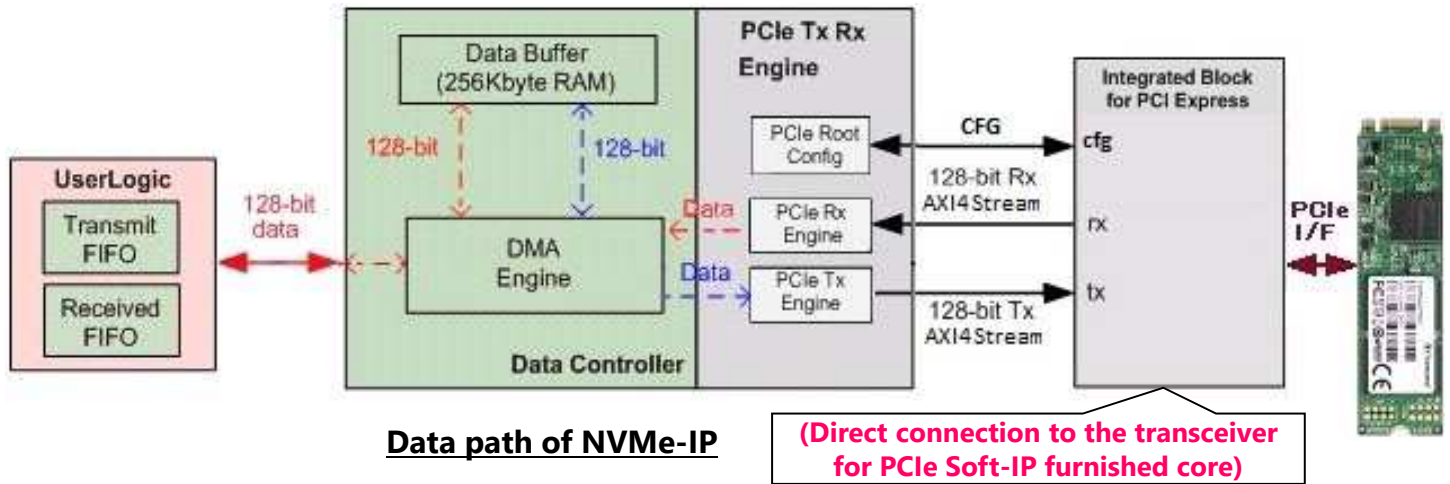 Data Buffer
(256Kbyte RAM)
128-bit
128-bit
UserLogic
Transmit
FIFO
Received
FIFO
128-bit
data
DMA
Engine
Data
Data
Data Controller
PCIe Tx Rx
Engine
PCIe Root
Config
PCIe Rx
Engine
PCIe Tx
Engine
CFG
128-bit Rx
AXI4Stream
128-bit Tx
AXI4Stream
Integrated Block
for PCI Express
cfg
rx
tx
PCIe
I/F
CE
Data path of NVMe-IP
(Direct connection to the transceiver
for PCIe Soft-IP furnished core)